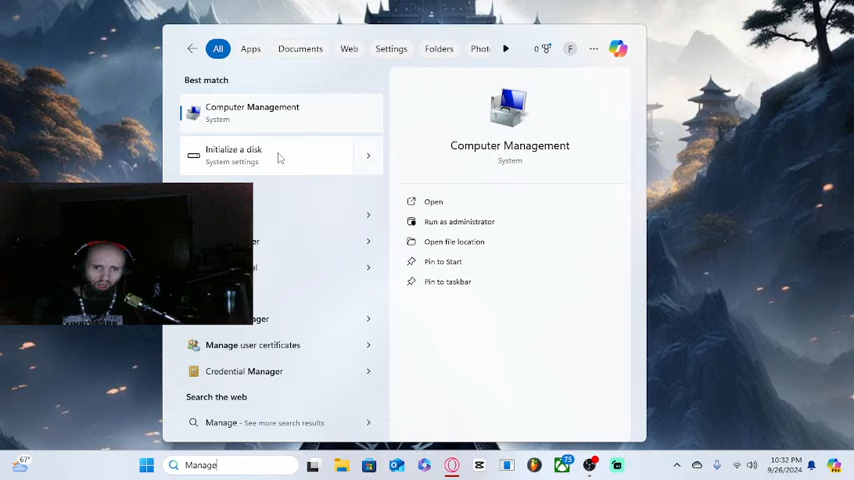 All
Apps
Documents
Web
Settings
Folders
Phot
0
F
Best match
Computer Management
System
Initialize a disk
System settings
Manage user certificates
Credential Manager
Search the web
Manage - See more search results
Computer Management
System
Open
Run as administrator
Open file location
Pin to Start
Pin to taskbar
67°
Manage
75
10:32 PM
9/26/2024